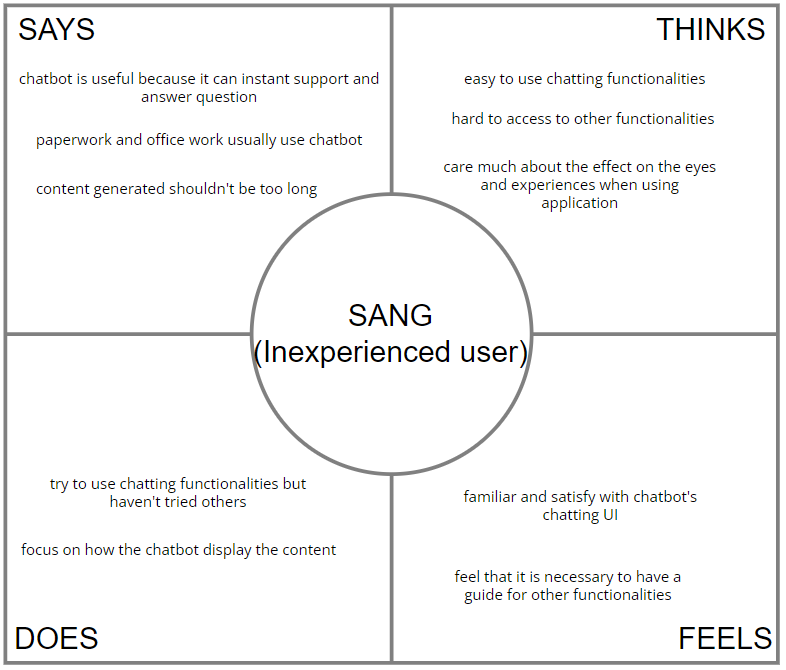 SAYS
chatbot is useful because it can instant support and
answer question
paperwork and office work usually use chatbot
content generated shouldn't be too long
THINKS
easy to use chatting functionalities
hard to access to other functionalities
care much about the effect on the eyes
and experiences when using
application
SANG
(Inexperienced user)
try to use chatting functionalities but
haven't tried others
focus on how the chatbot display the content
DOES
familiar and satisfy with chatbot's
chatting UI
feel that it is necessary to have a
guide for other functionalities
FEELS